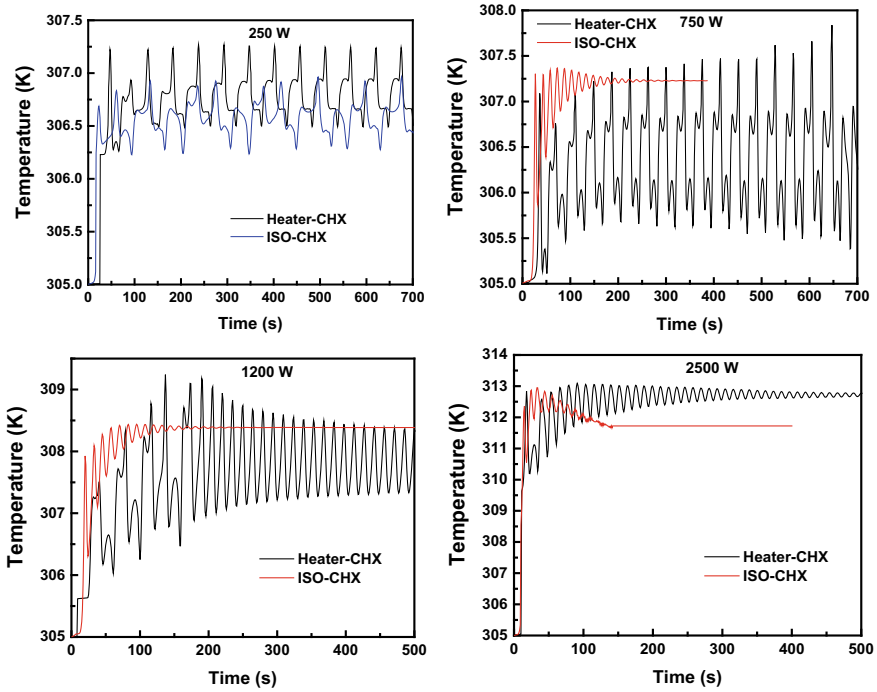 250 W
307.5
307.0
306.5
306.0
305.5
305.0
Temperature (K)
Heater-CHX
ISO-CHX
0 100 200 300 400 500 600 700
Time (s)
750 W
308.0
307.5
307.0
306.5
306.0
305.5
305.0
Temperature (K)
Heater-CHX
ISO-CHX
0 100 200 300 400 500 600 700
Time (s)
1200 W
309
308
307
306
305
Temperature (K)
Heater-CHX
ISO-CHX
0 100 200 300 400 500
Time (s)
2500 W
314
313
312
311
310
309
308
307
306
305
Temperature (K)
Heater-CHX
ISO-CHX
0 100 200 300 400 500
Time (s)